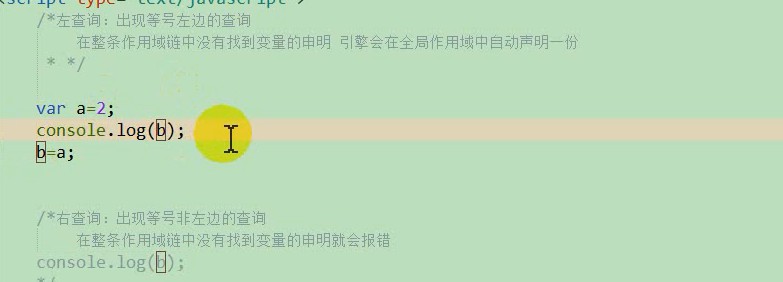 <script type="text/javascript">
/*左查询：出现等号左边的查询
在整条作用域链中没有找到变量的申明 引擎会在全局作用域中自动声明一份
* */
var a=2;
console.log(b);
b=a;
/*右查询：出现等号非左边的查询
在整条作用域链中没有找到变量的申明就会报错
console.log(b);
*/